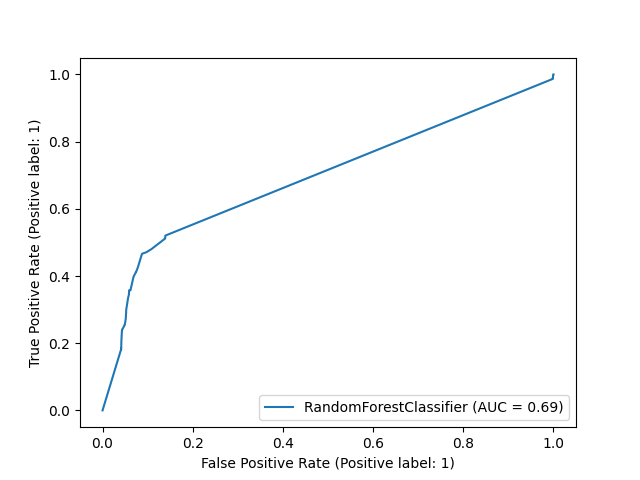 1.0
0.8
0.6
0.4
0.2
0.0
True Positive Rate (Positive label: 1)
RandomForestClassifier (AUC = 0.69)
0.0 0.2 0.4 0.6 0.8 1.0
False Positive Rate (Positive label: 1)